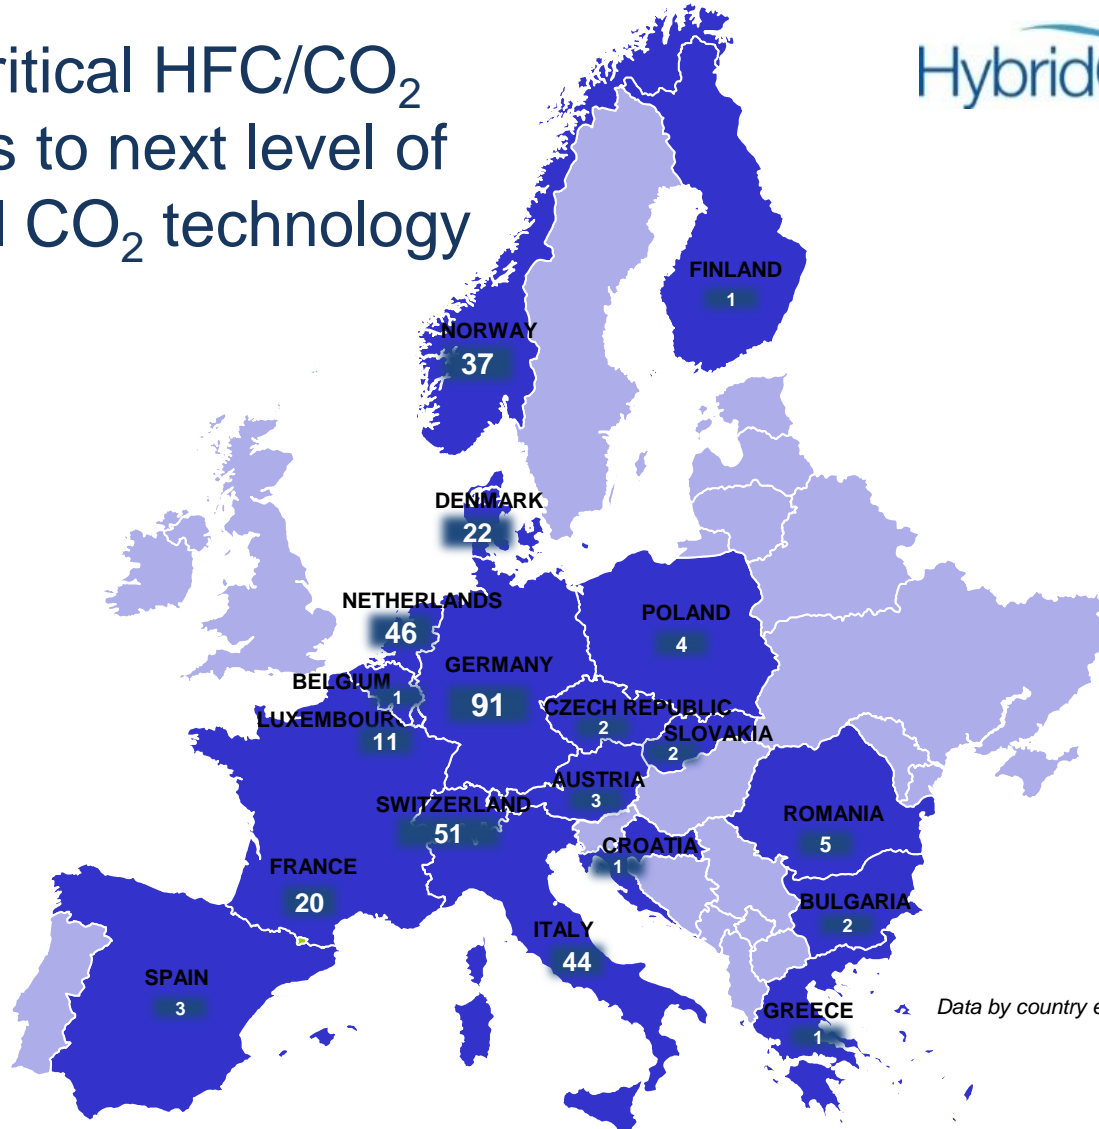 ritical HFC/CO₂
s to next level of
CO₂ technology
Hybrid
FINLAND
1
NORWAY
37
DENMARK
22
NETHERLANDS
46
POLAND
4
GERMANY
91
BELGIUM
1
CZECH REPUBLIC
2
LUXEMBOUR
11
SLOVAKIA
2
AUSTRIA
3
SWITZERLAND
51
ROMANIA
5
CROATIA
1
FRANCE
20
BULGARIA
2
ITALY
44
SPAIN
3
GREECE
1
Data by country e